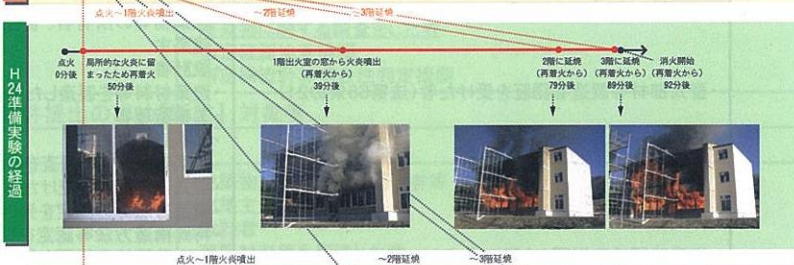 点火～1階火炎噴出 ～2階延焼 ～3階延焼
H24準備実験の経過
点火
0分後
局所的な火炎に留
まったため再着火
50分後
1階出火室の窓から火炎噴出
(再着火から)
39分後
2階に延焼
(再着火から)
79分後
3階に延焼
(再着火から)
89分後
消火開始
(再着火から)
92分後
点火～1階火炎噴出 ～2階延焼 ～3階延焼